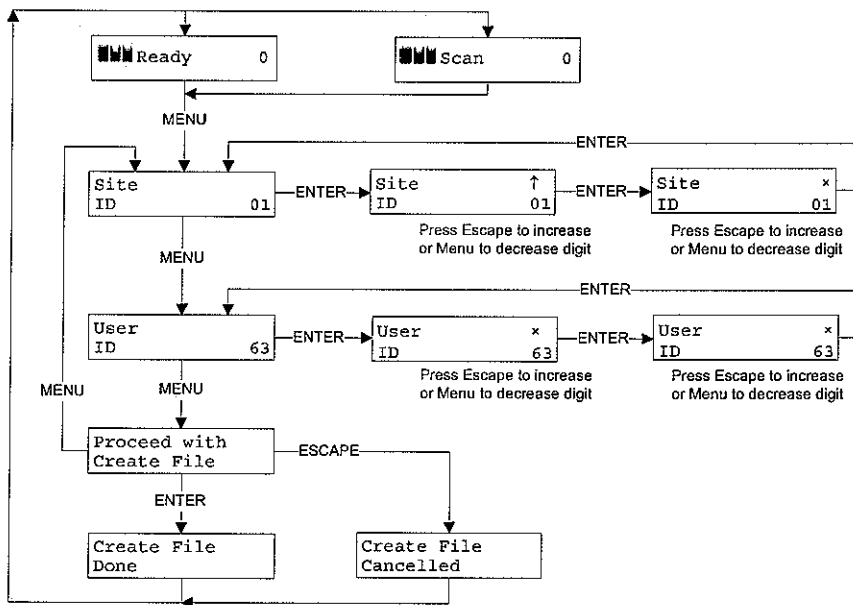 Ready 0
Scan 0
MENU
ENTER
Site
ID 01
ENTER
Site ↑
ID 01
ENTER
Site ×
ID 01
Press Escape to increase
or Menu to decrease digit
Press Escape to increase
or Menu to decrease digit
MENU
ENTER
User
ID 63
ENTER
User ×
ID 63
ENTER
User ×
ID 63
Press Escape to increase
or Menu to decrease digit
Press Escape to increase
or Menu to decrease digit
MENU
MENU
Proceed with
Create File
ESCAPE
ENTER
Create File
Done
Create File
Cancelled